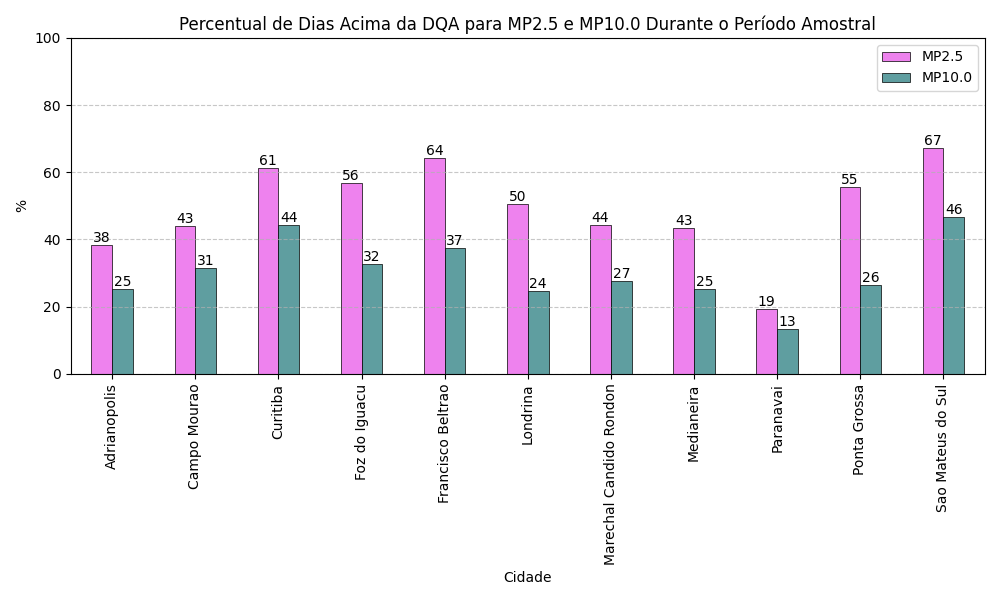 Percentual de Dias Acima da DQA para MP2.5 e MP10.0 Durante o Período Amostral
100
80
60
40
20
0
%
MP2.5
MP10.0
38
25
43
31
61
44
56
32
64
37
50
24
44
27
43
25
19
13
55
26
67
46
Adrianopolis
Campo Mourao
Curitiba
Foz do Iguacu
Francisco Beltrao
Londrina
Marechal Candido Rondon
Medianeira
Paranavai
Ponta Grossa
Sao Mateus do Sul
Cidade